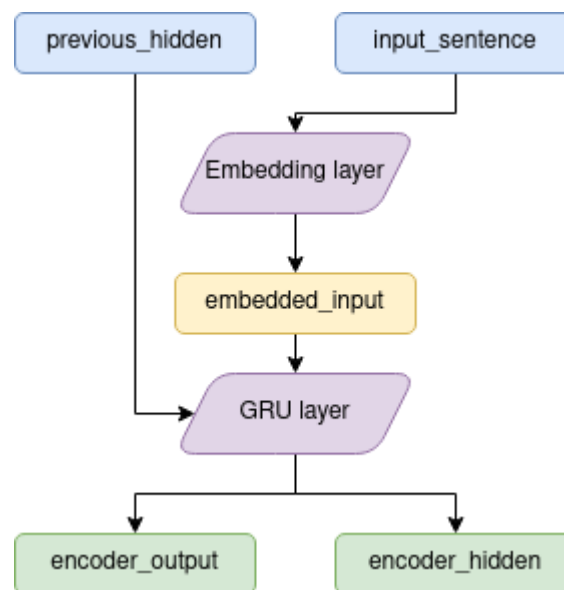 previous_hidden
input_sentence
Embedding layer
embedded_input
GRU layer
encoder_output
encoder_hidden